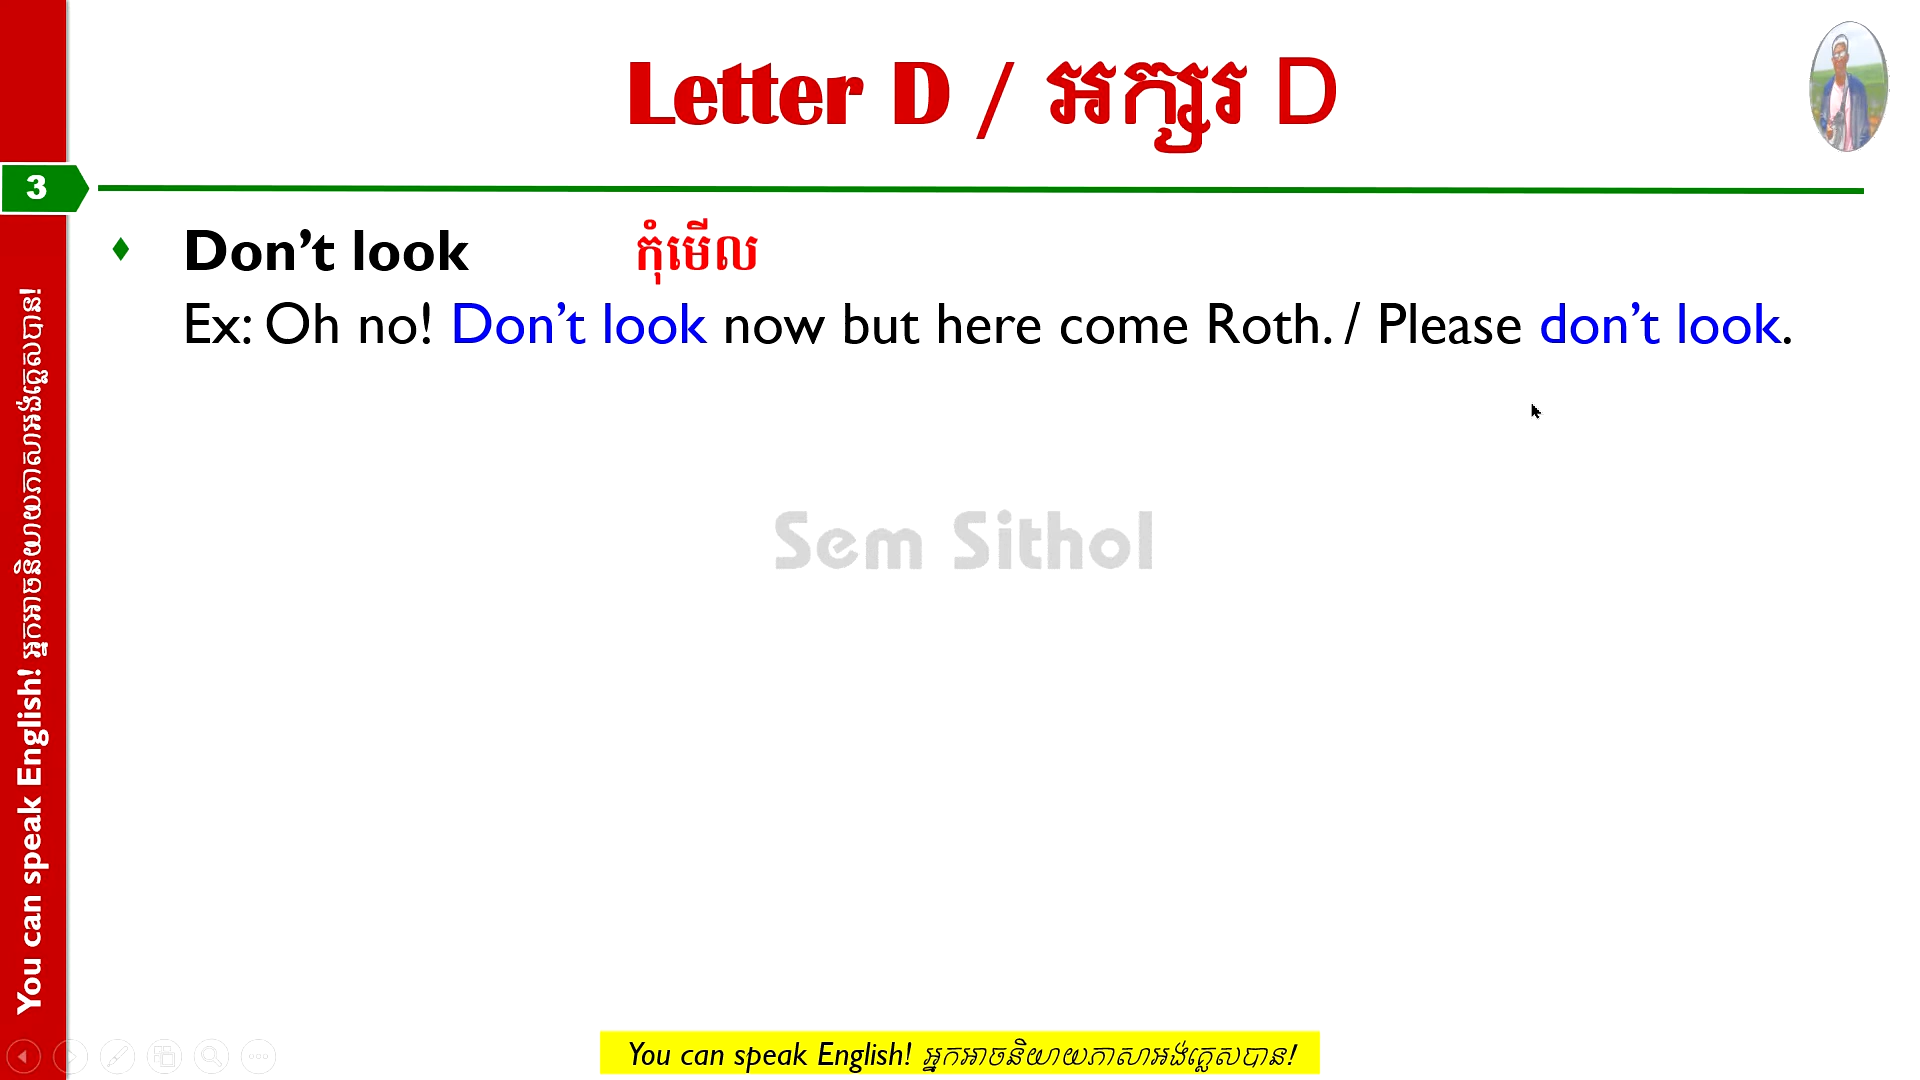 Letter D / អក្សរ D
3
Don’t look កុំមើល
Ex: Oh no! Don’t look now but here come Roth. / Please don’t look.
Sem Sithol
You can speak English! អ្នកអាចនិយាយភាសាអង់គ្លេសបាន!
You can speak English! អ្នកអាចនិយាយភាសាអង់គ្លេសបាន!